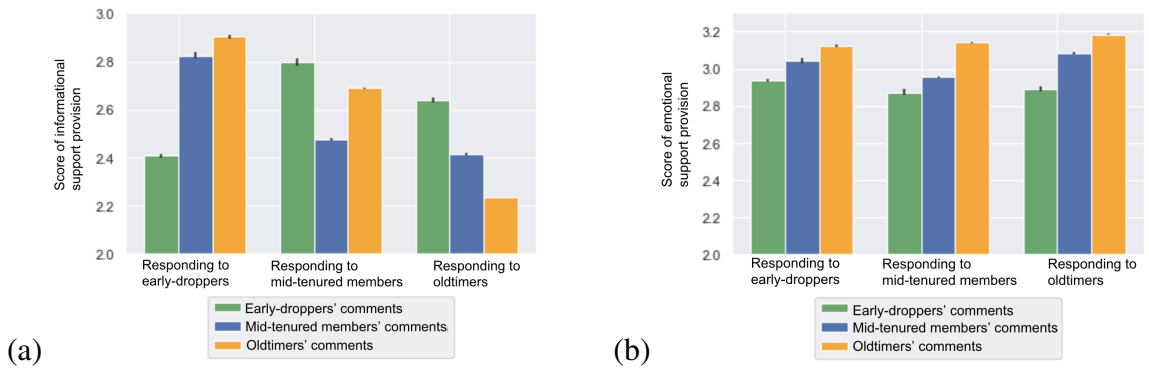 3.0
2.8
2.6
2.4
2.2
2.0
Score of informational
support provision
Responding to
early-droppers
Responding to
mid-tenured members
Responding to
oldtimers
Early-droppers' comments
Mid-tenured members' comments
Oldtimers' comments
(a)
3.2
3.0
2.8
2.6
2.4
2.2
2.0
Score of emotional
support provision
Responding to
early-droppers
Responding to
mid-tenured members
Responding to
oldtimers
Early-droppers' comments
Mid-tenured members' comments
Oldtimers' comments
(b)